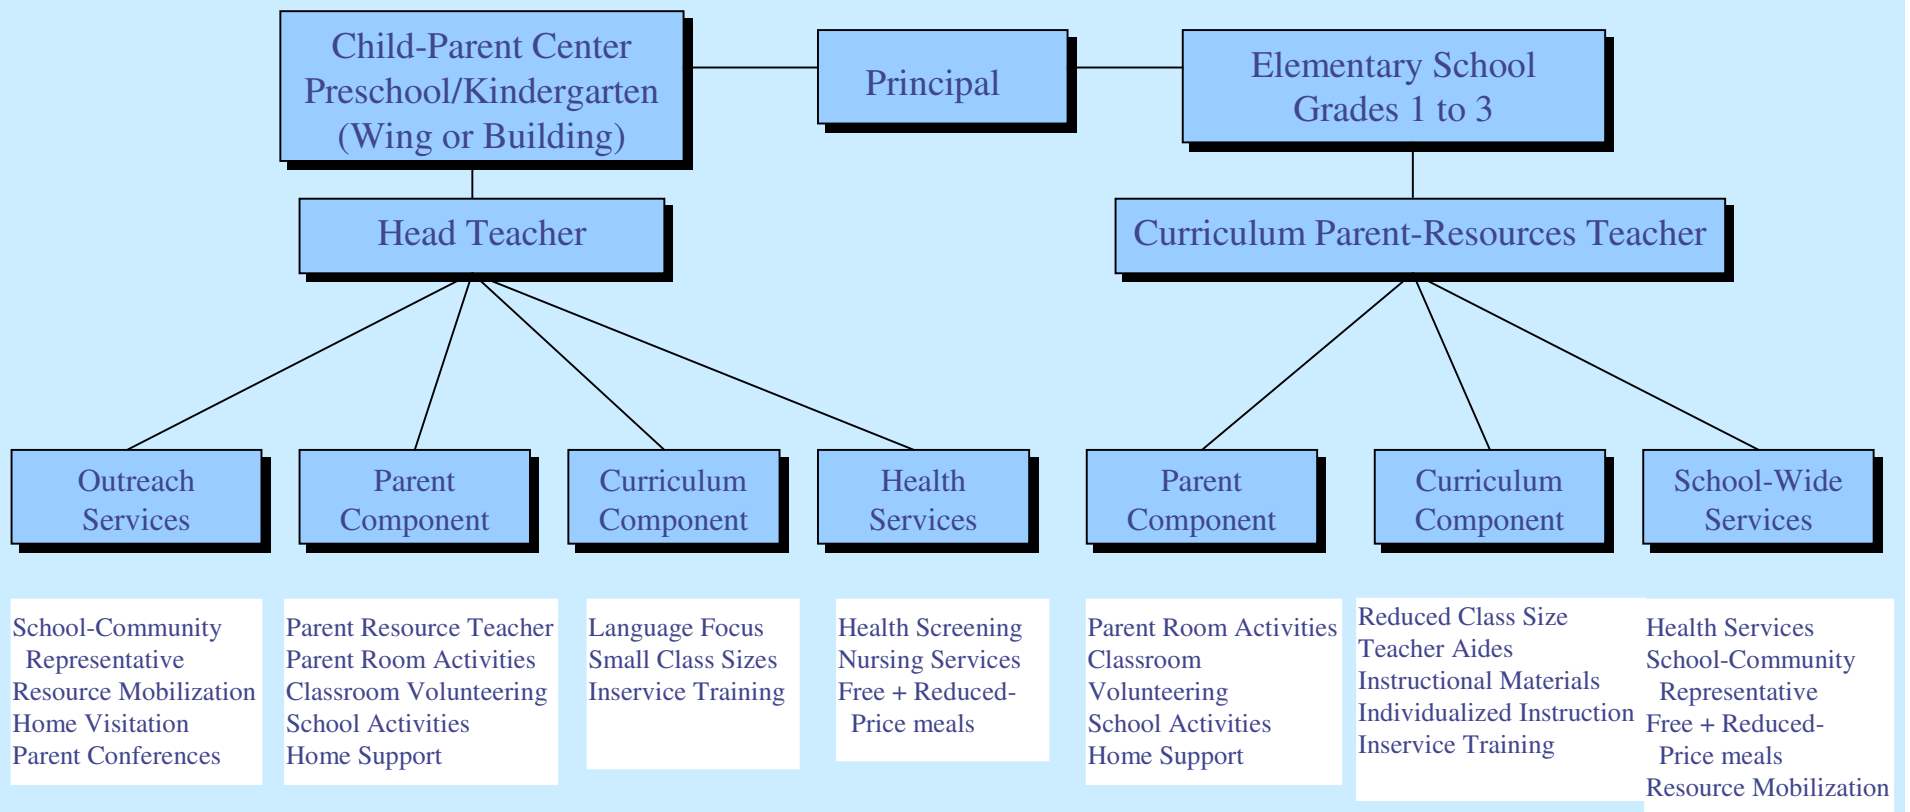 Child-Parent Center
Preschool/Kindergarten
(Wing or Building)
Principal
Elementary School
Grades 1 to 3
Head Teacher
Curriculum Parent-Resources Teacher
Outreach
Services
Parent
Component
Curriculum
Component
Health
Services
Parent
Component
Curriculum
Component
School-Wide
Services
School-Community
Representative
Resource Mobilization
Home Visitation
Parent Conferences
Parent Resource Teacher
Parent Room Activities
Classroom Volunteering
School Activities
Home Support
Language Focus
Small Class Sizes
Inservice Training
Health Screening
Nursing Services
Free + Reduced-
Price meals
Parent Room Activities
Classroom
Volunteering
School Activities
Home Support
Reduced Class Size
Teacher Aides
Instructional Materials
Individualized Instruction
Inservice Training
Health Services
School-Community
Representative
Free + Reduced-
Price meals
Resource Mobilization